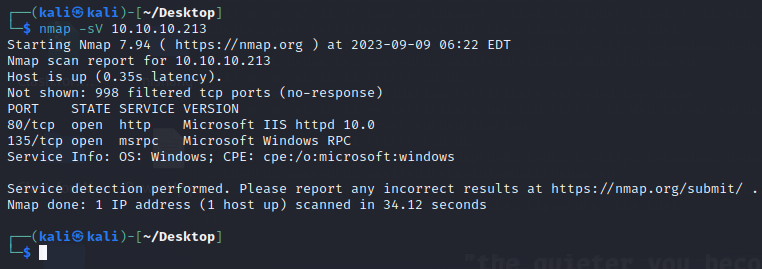 ┌──(kali㉿kali)-[~/Desktop]
└─$ nmap -sV 10.10.10.213
Starting Nmap 7.94 ( https://nmap.org ) at 2023-09-09 06:22 EDT
Nmap scan report for 10.10.10.213
Host is up (0.35s latency).
Not shown: 998 filtered tcp ports (no-response)
PORT    STATE SERVICE VERSION
80/tcp  open  http    Microsoft IIS httpd 10.0
135/tcp open  msrpc   Microsoft Windows RPC
Service Info: OS: Windows; CPE: cpe:/o:microsoft:windows
Service detection performed. Please report any incorrect results at https://nmap.org/submit/ .
Nmap done: 1 IP address (1 host up) scanned in 34.12 seconds
┌──(kali㉿kali)-[~/Desktop]
└─$
"the quieter you beco